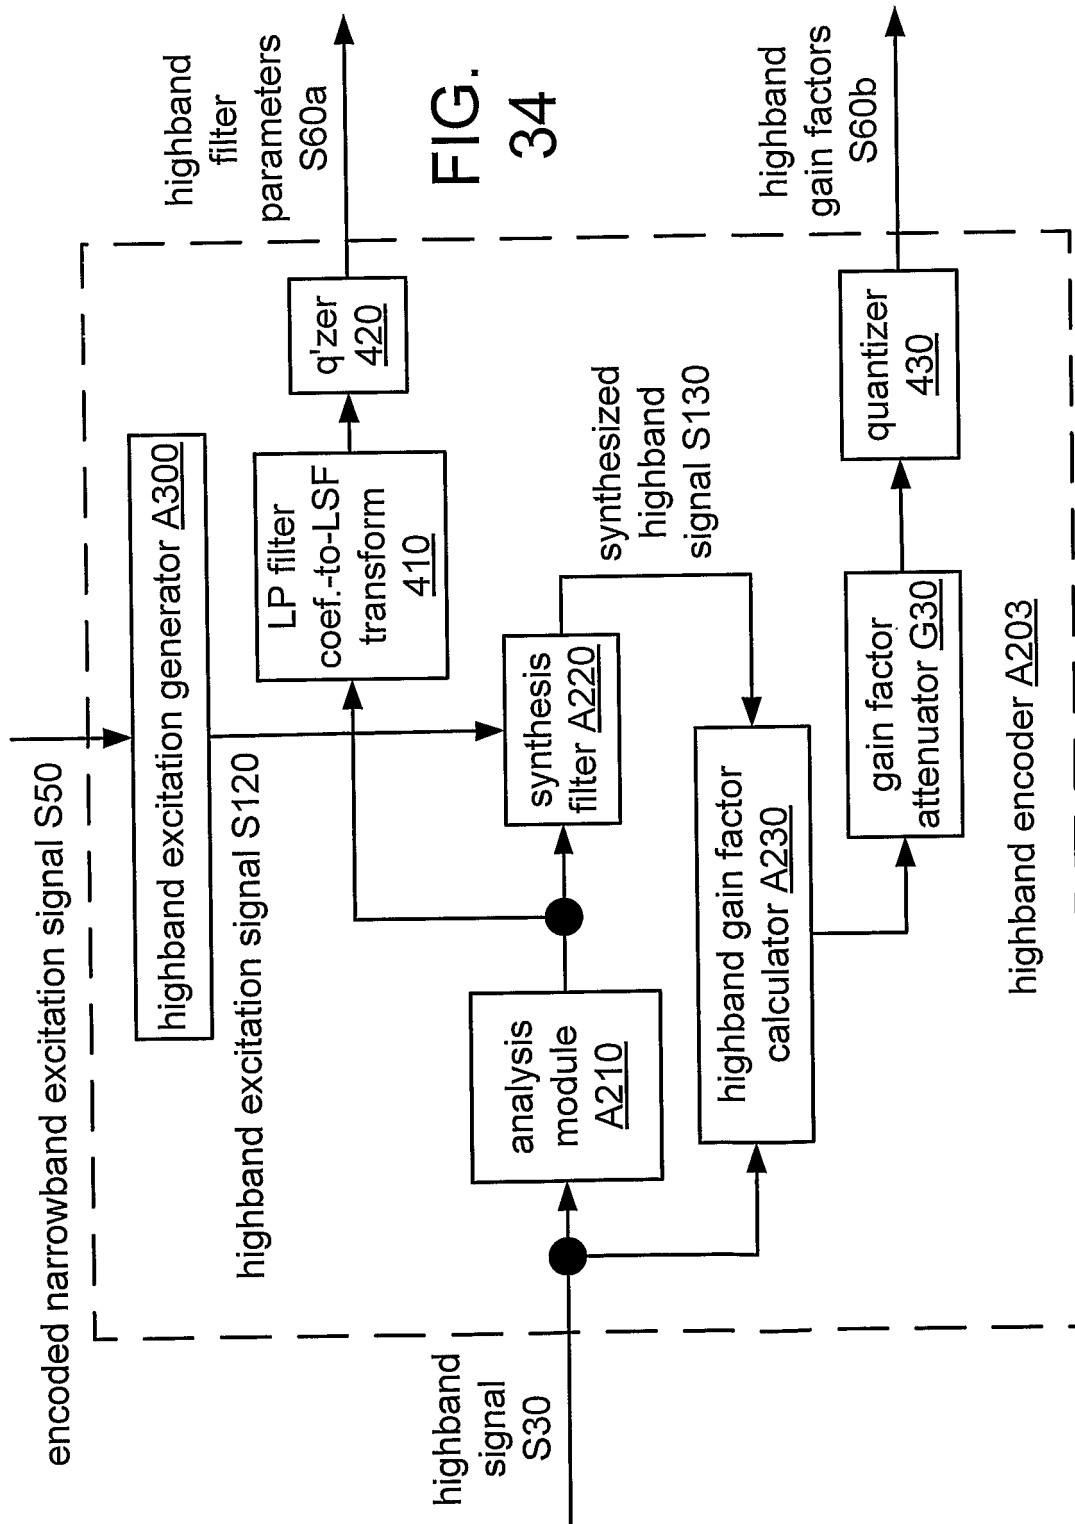 encoded narrowband excitation signal S50
highband excitation generator A300
highband excitation signal S120
highband
filter
parameters
S60a
LP filter
coef.-to-LSF
transform
410
q'zer
420
FIG.
34
highband
signal
S30
analysis
module
A210
synthesis
filter A220
synthesized
highband
signal S130
highband gain factor
calculator A230
gain factor
attenuator G30
quantizer
430
highband
gain factors
S60b
highband encoder A203